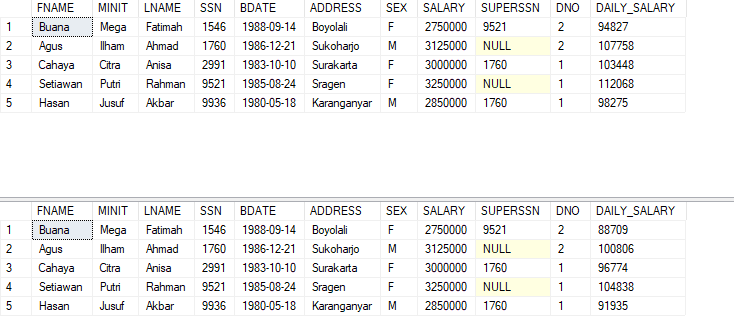 FNAME MINIT LNAME SSN BDATE ADDRESS SEX SALARY SUPERSSN DNO DAILY_SALARY
1 Buana Mega Fatimah 1546 1988-09-14 Boyolali F 2750000 9521 2 94827
2 Agus Ilham Ahmad 1760 1986-12-21 Sukoharjo M 3125000 NULL 2 107758
3 Cahaya Citra Anisa 2991 1983-10-10 Surakarta F 3000000 1760 1 103448
4 Setiawan Putri Rahman 9521 1985-08-24 Sragen F 3250000 NULL 1 112068
5 Hasan Jusuf Akbar 9936 1980-05-18 Karanganyar M 2850000 1760 1 98275
FNAME MINIT LNAME SSN BDATE ADDRESS SEX SALARY SUPERSSN DNO DAILY_SALARY
1 Buana Mega Fatimah 1546 1988-09-14 Boyolali F 2750000 9521 2 88709
2 Agus Ilham Ahmad 1760 1986-12-21 Sukoharjo M 3125000 NULL 2 100806
3 Cahaya Citra Anisa 2991 1983-10-10 Surakarta F 3000000 1760 1 96774
4 Setiawan Putri Rahman 9521 1985-08-24 Sragen F 3250000 NULL 1 104838
5 Hasan Jusuf Akbar 9936 1980-05-18 Karanganyar M 2850000 1760 1 91935